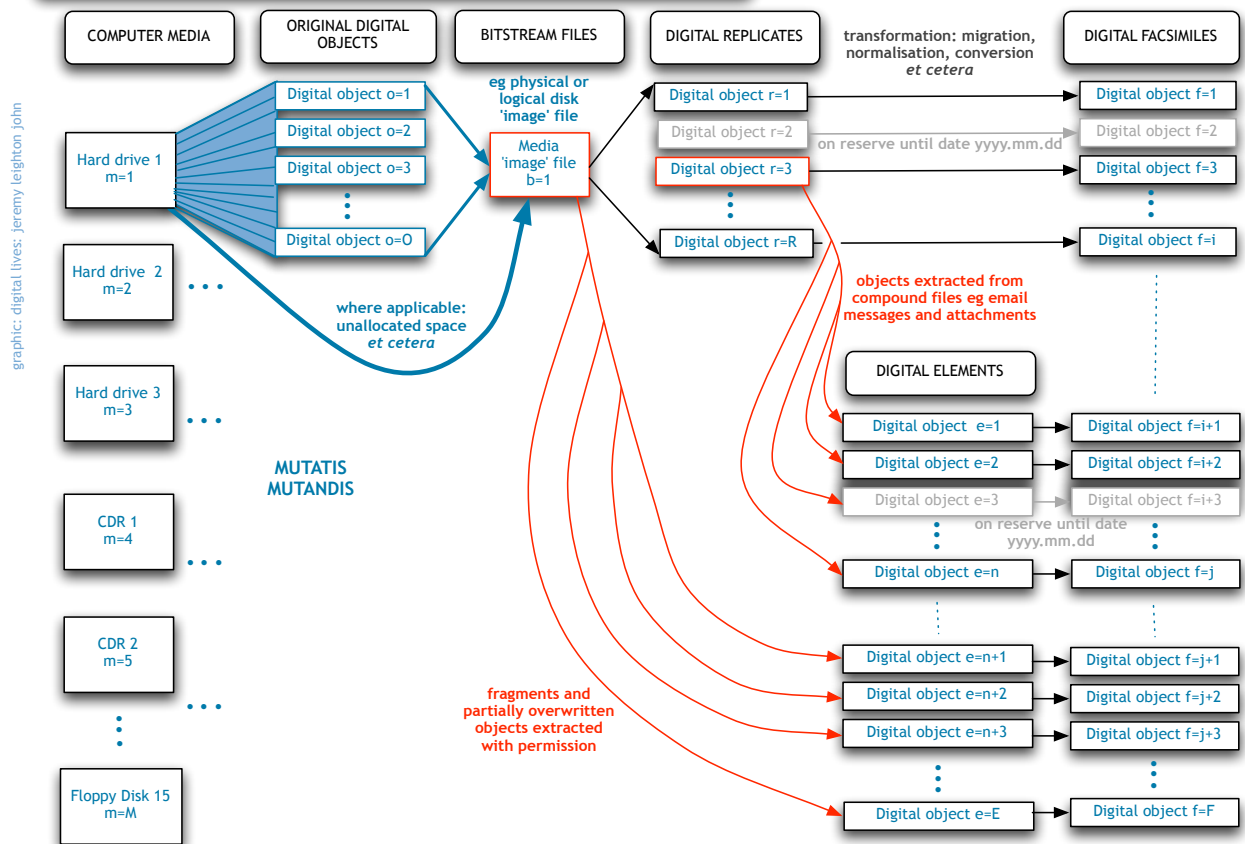 COMPUTER MEDIA
ORIGINAL DIGITAL
OBJECTS
BITSTREAM FILES
DIGITAL REPLICATES
transformation: migration,
normalisation, conversion
et cetera
DIGITAL FACSIMILES
graphic: digital lives: jeremy leighton john
Hard drive 1
m=1
Hard drive 2
m=2
Hard drive 3
m=3
CDR 1
m=4
CDR 2
m=5
Floppy Disk 15
m=M
Digital object o=1
Digital object o=2
Digital object o=3
Digital object o=O
where applicable:
unallocated space
et cetera
MUTATIS
MUTANDIS
eg physical or
logical disk
'image' file
Media
'image' file
b=1
Digital object r=1
Digital object r=2
Digital object r=3
Digital object r=R
on reserve until date yyyy.mm.dd
Digital object f=1
Digital object f=2
Digital object f=3
Digital object f=i
objects extracted from
compound files eg email
messages and attachments
DIGITAL ELEMENTS
Digital object e=1
Digital object f=i+1
Digital object e=2
Digital object f=i+2
Digital object e=3
Digital object f=i+3
on reserve until date
yyyy.mm.dd
Digital object e=n
Digital object f=j
Digital object e=n+1
Digital object f=j+1
Digital object e=n+2
Digital object f=j+2
Digital object e=n+3
Digital object f=j+3
Digital object e=E
Digital object f=F
fragments and
partially overwritten
objects extracted
with permission